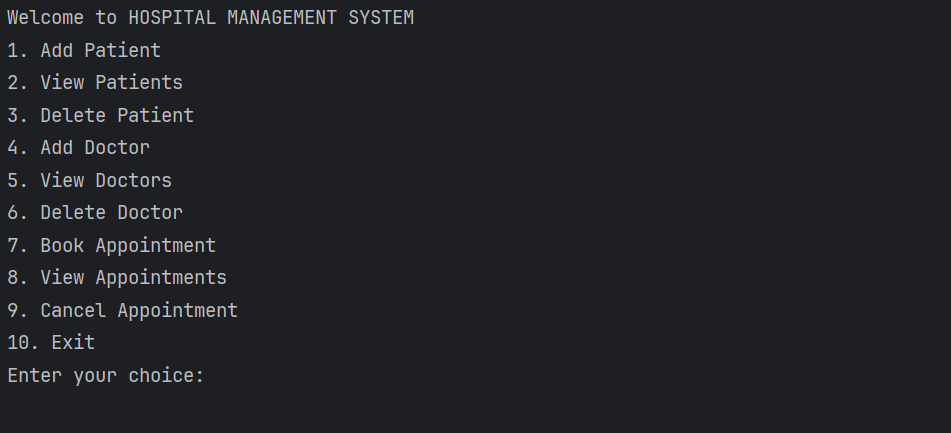 Welcome to HOSPITAL MANAGEMENT SYSTEM
1. Add Patient
2. View Patients
3. Delete Patient
4. Add Doctor
5. View Doctors
6. Delete Doctor
7. Book Appointment
8. View Appointments
9. Cancel Appointment
10. Exit
Enter your choice: